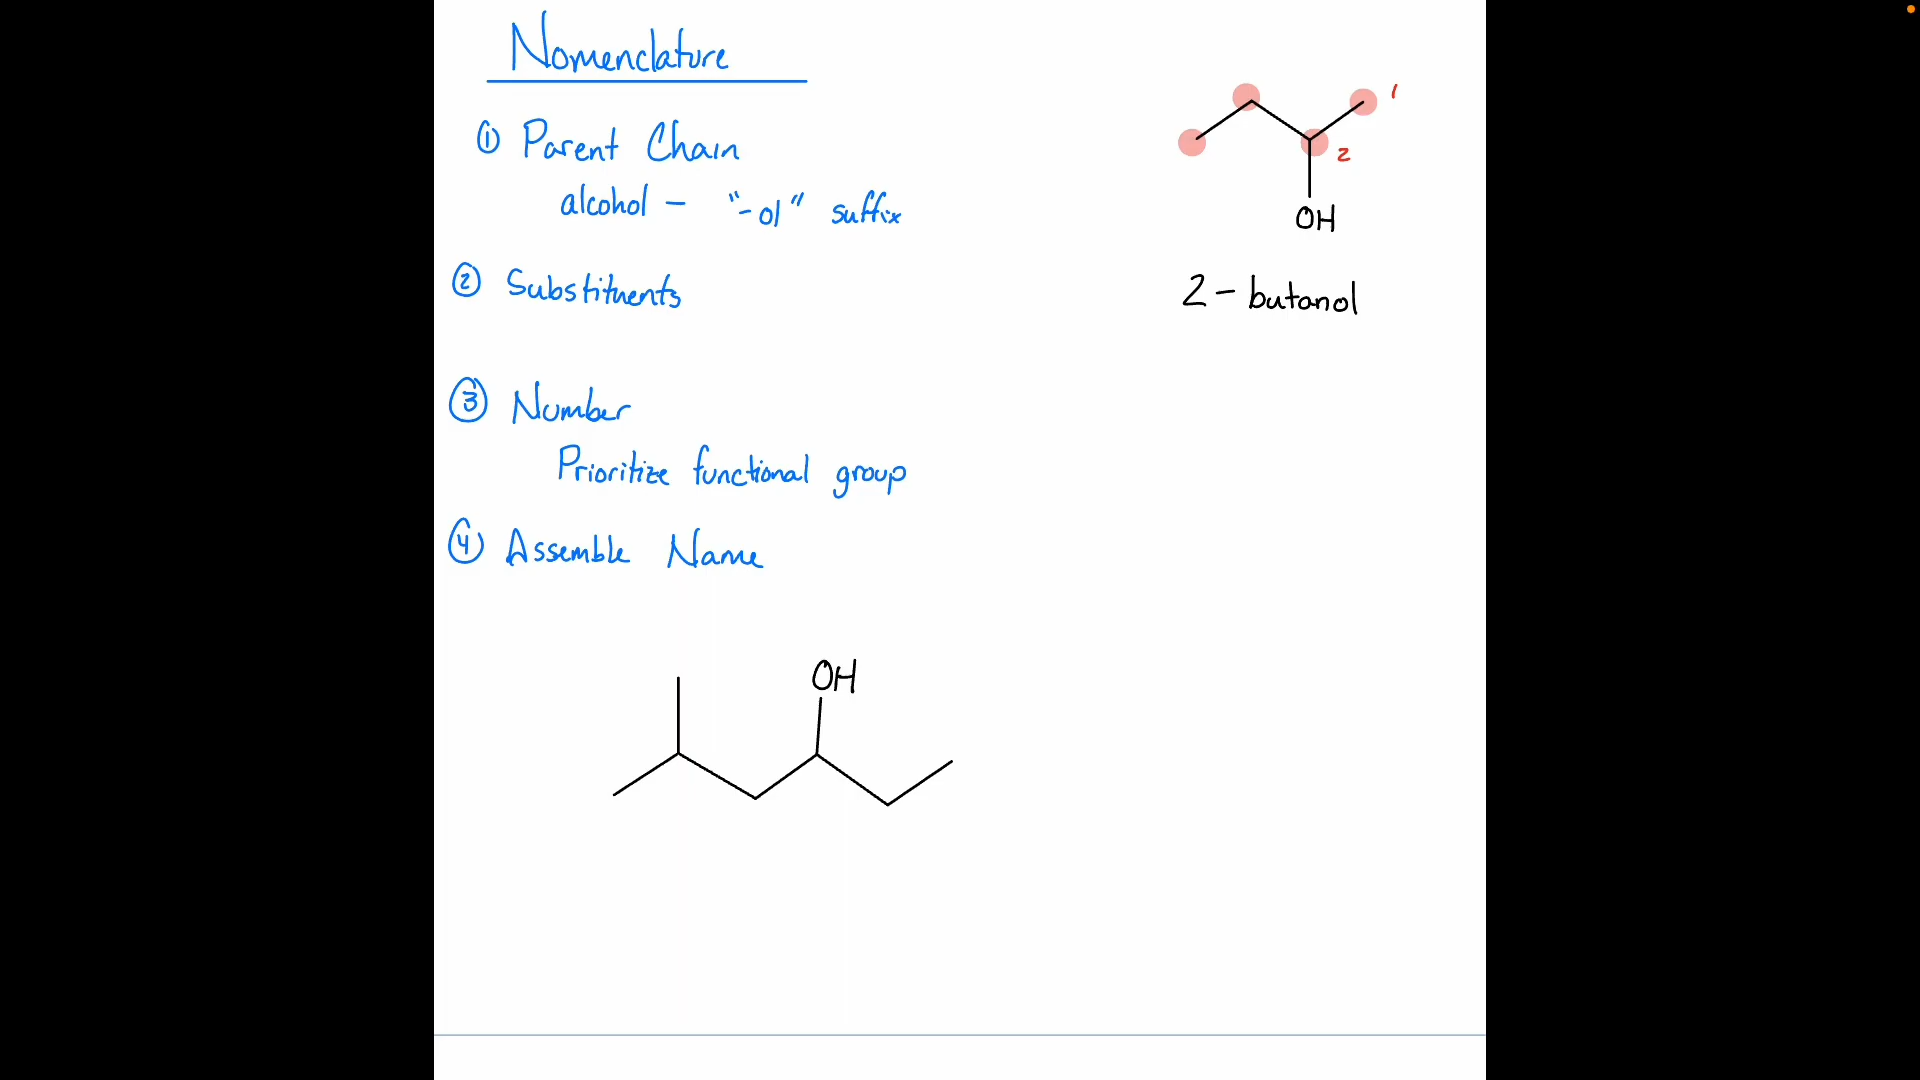 Nomenclature
① Parent Chain
alcohol - "-ol" suffix
② Substituents
③ Number
Prioritize functional group
④ Assemble Name
OH
1
2
OH
2-butanol